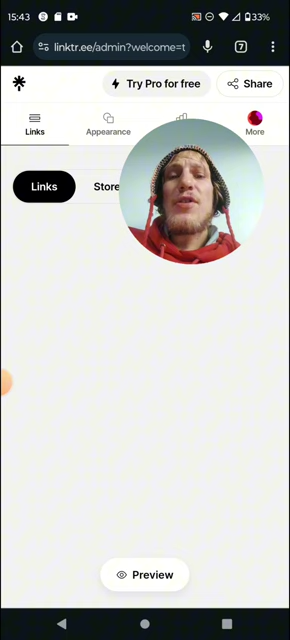 15:43
33%
linktr.ee/admin?welcome=t
7
Try Pro for free
Share
Links
Appearance
More
Links
Store
Preview